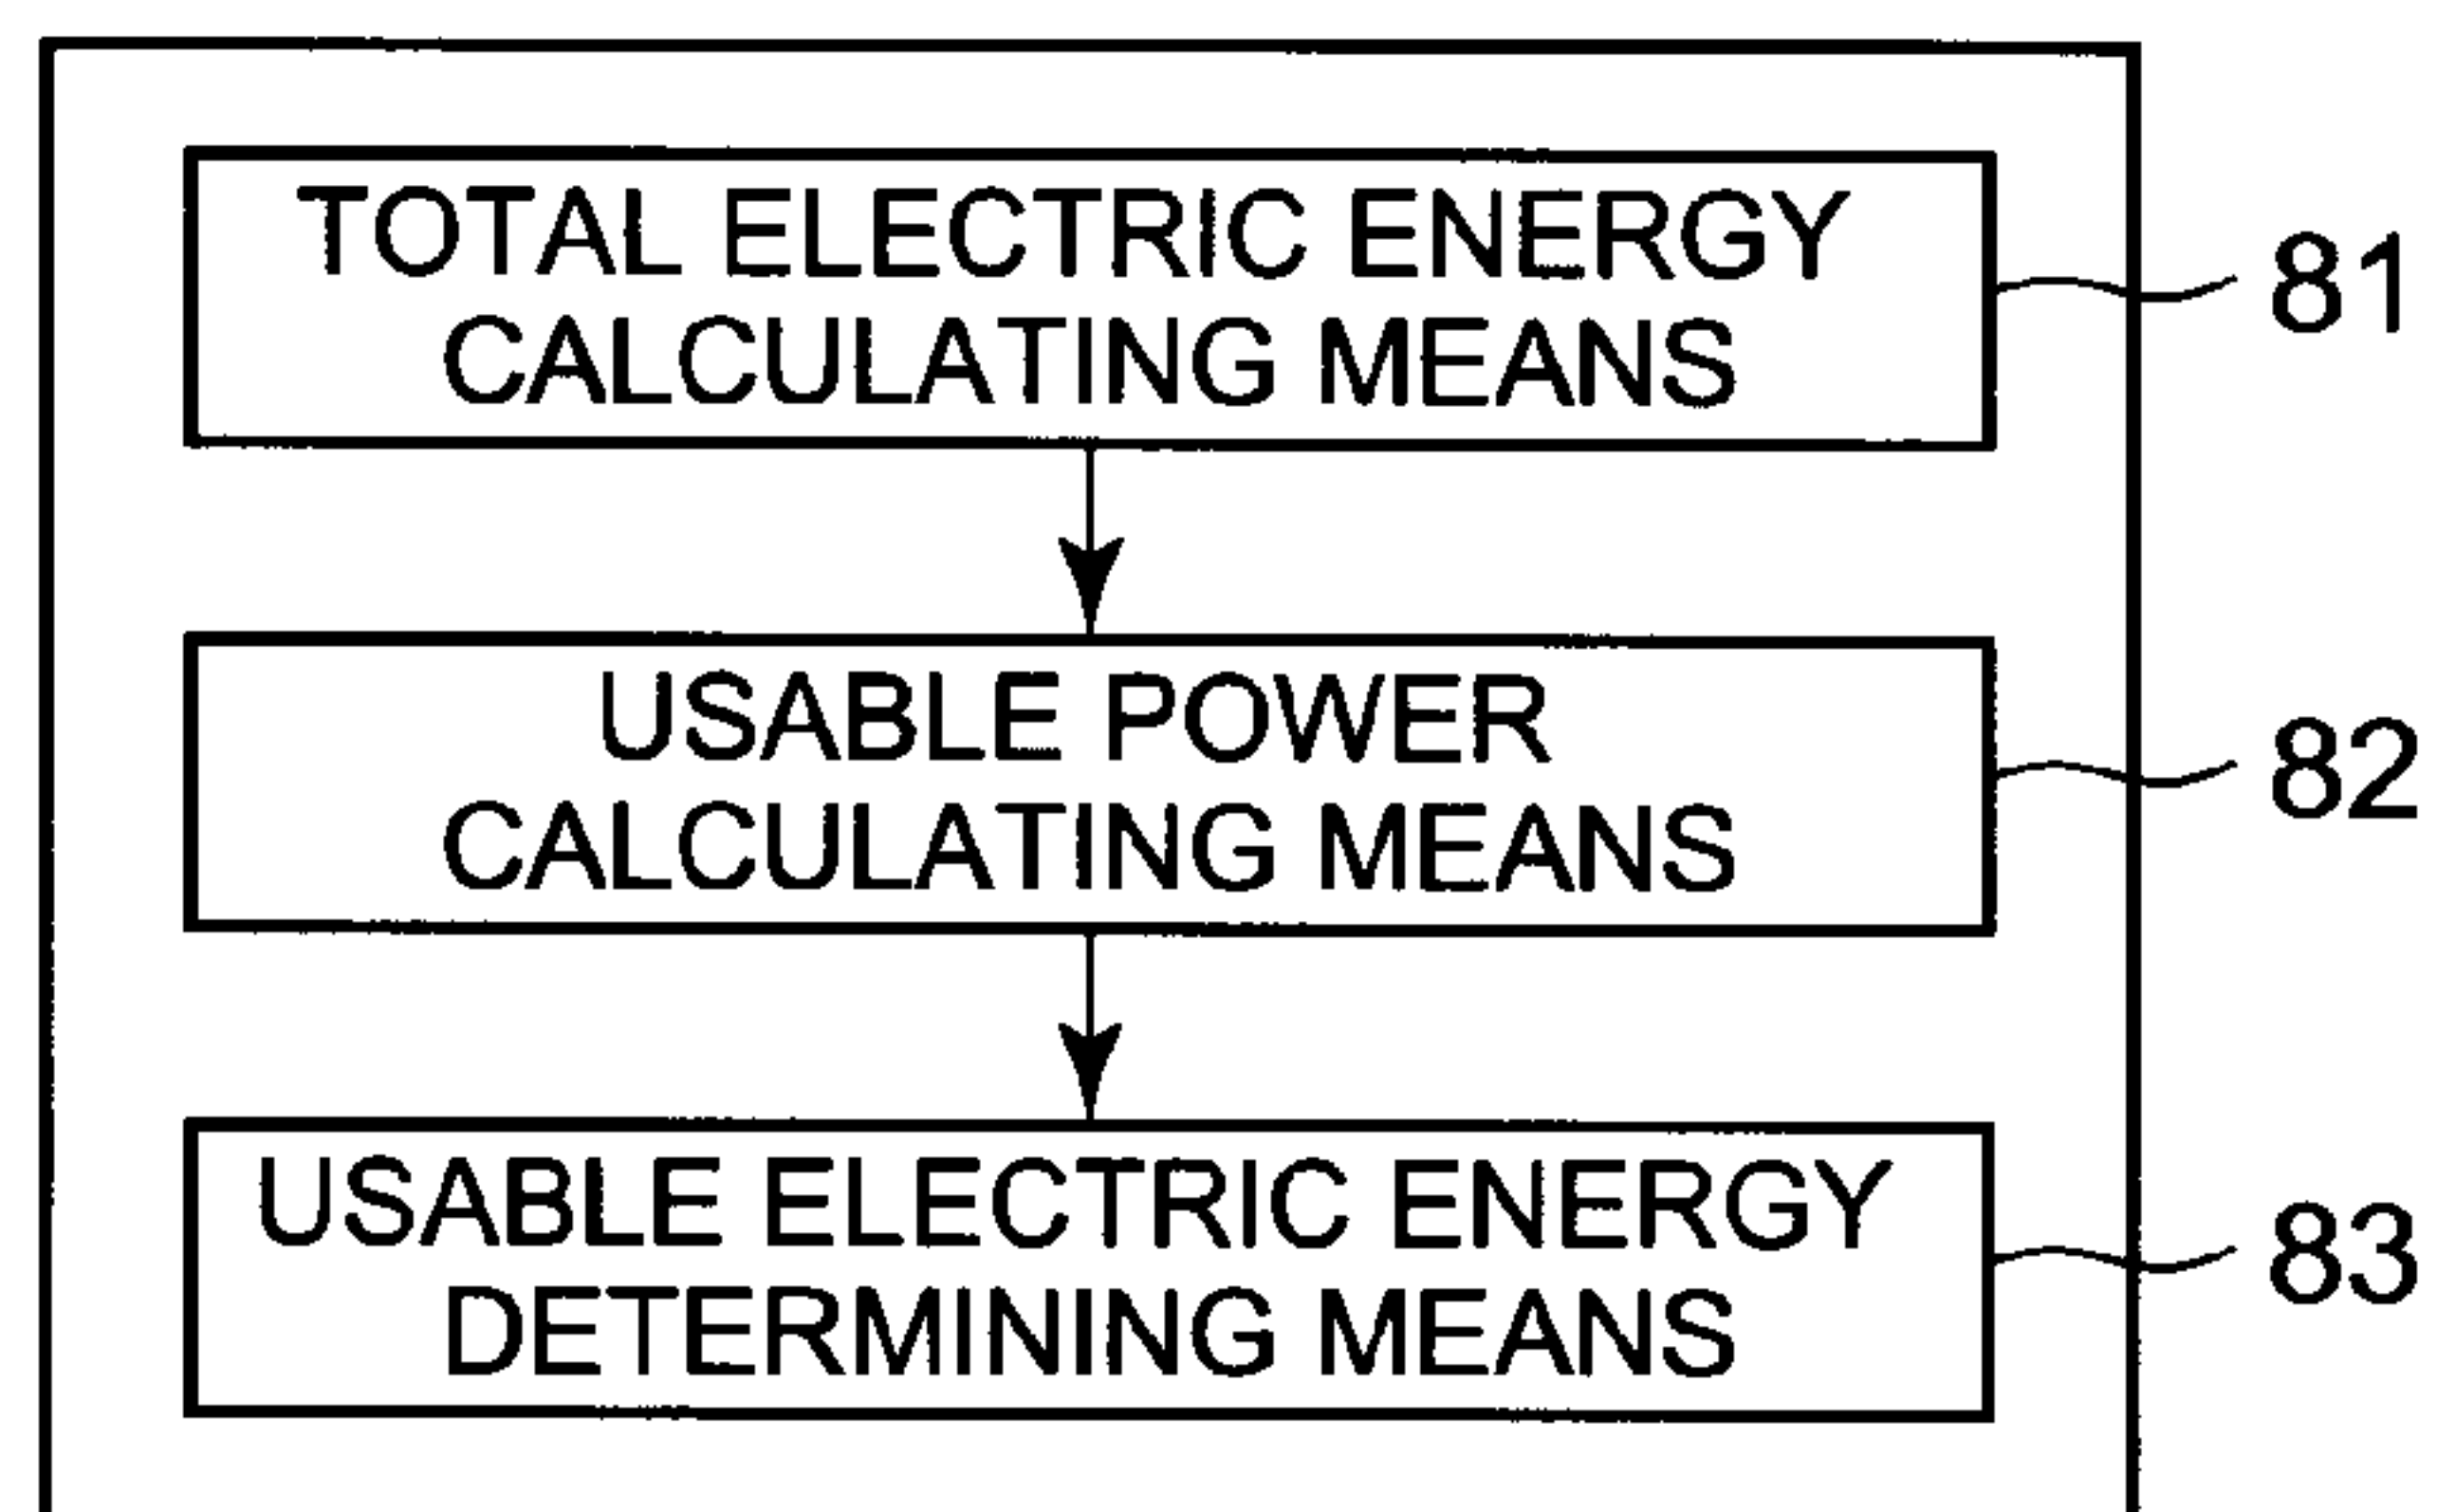 TOTAL ELECTRIC ENERGY
CALCULATING MEANS
81
USABLE POWER
CALCULATING MEANS
82
USABLE ELECTRIC ENERGY
DETERMINING MEANS
83